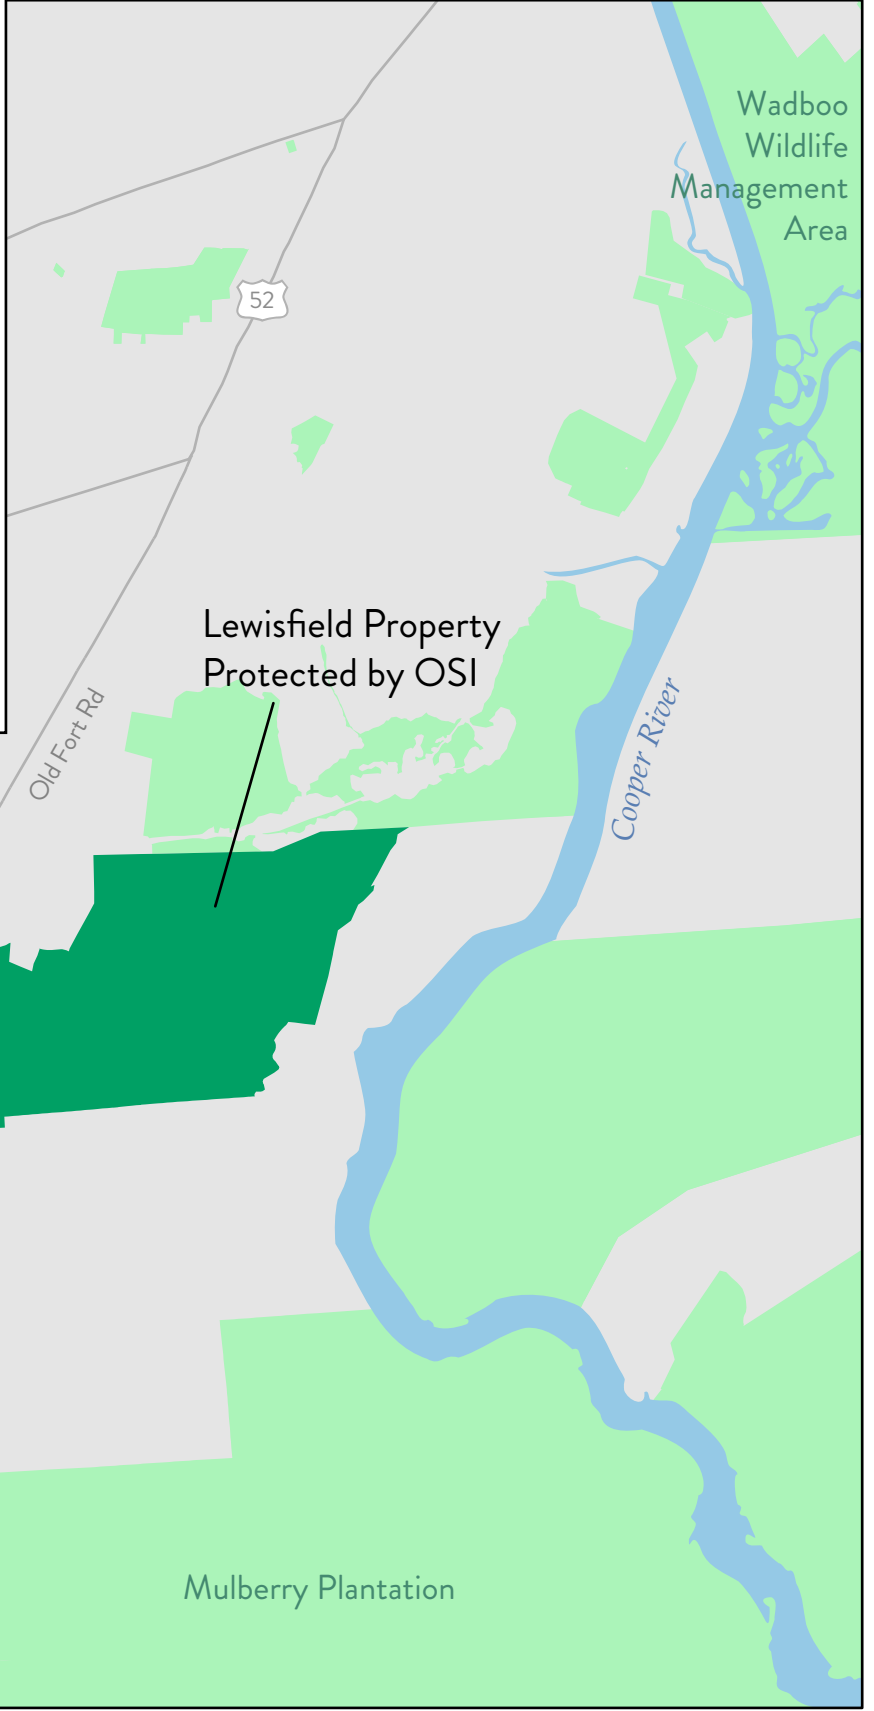 Wadboo
Wildlife
Management
Area
52
Lewisfield Property
Protected by OSI
Old Fort Rd
Cooper River
Mulberry Plantation